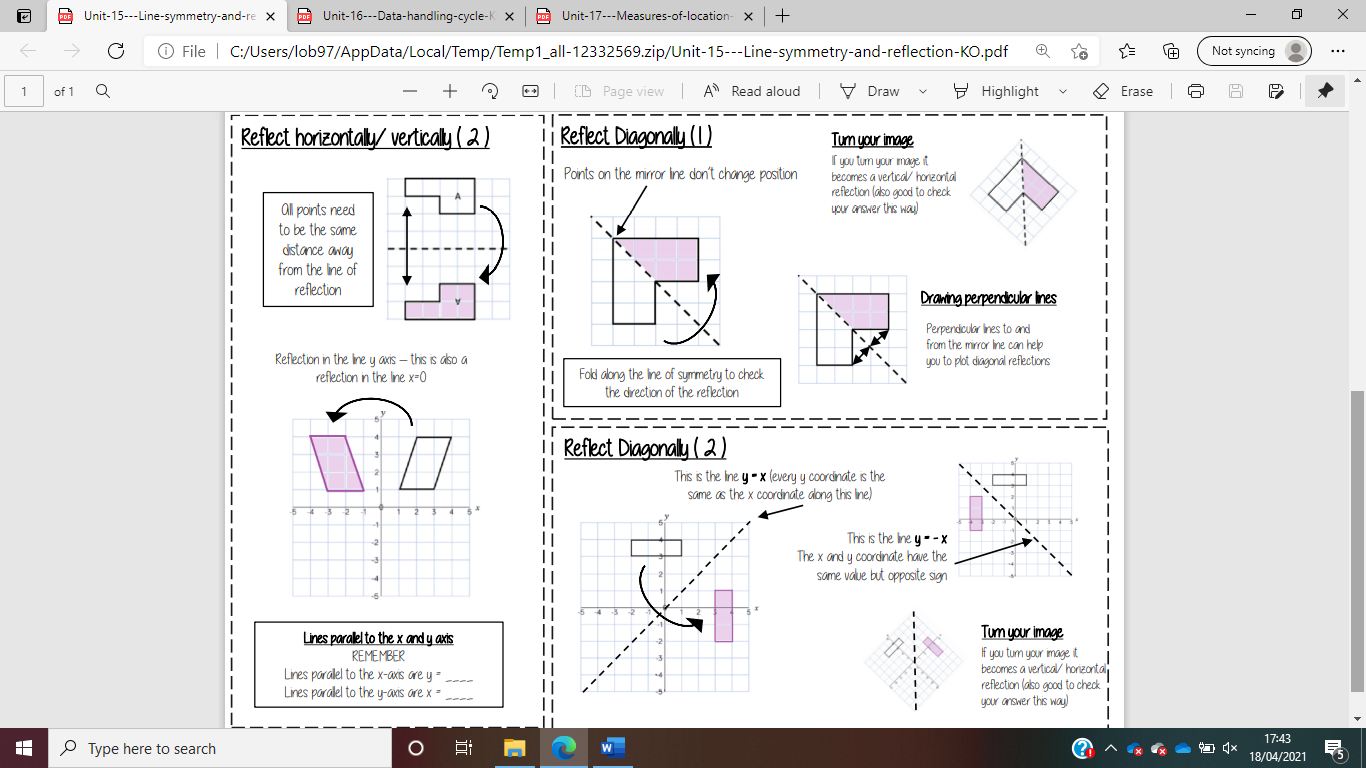 Unit-15---Line-symmetry-and-re
Unit-16---Data-handling-cycle-K
Unit-17---Measures-of-location-
File
C:/Users/lob97/AppData/Local/Temp/Temp1_all-12332569.zip/Unit-15---Line-symmetry-and-reflection-KO.pdf
Not syncing
1 of 1
Page view
Read aloud
Draw
Highlight
Erase
Reflect horizontally/ vertically ( 2 )
All points need
to be the same
distance away
from the line of
reflection
A
A
Reflection in the line y axis – this is also a
reflection in the line x=0
Lines parallel to the x and y axis
REMEMBER
Lines parallel to the x-axis are y = ____
Lines parallel to the y-axis are x = ____
Reflect Diagonally ( 1 )
Points on the mirror line don't change position
Fold along the line of symmetry to check
the direction of the reflection
Turn your image
If you turn your image it
becomes a vertical/ horizontal
reflection (also good to check
your answer this way)
Drawing perpendicular lines
Perpendicular lines to and
from the mirror line can help
you to plot diagonal reflections
Reflect Diagonally ( 2 )
This is the line y = x (every y coordinate is the
same as the x coordinate along this line)
This is the line y = - x
The x and y coordinate have the
same value but opposite sign
Turn your image
If you turn your image it
becomes a vertical/ horizontal
reflection (also good to check
your answer this way)
Type here to search
17:43
18/04/2021
5